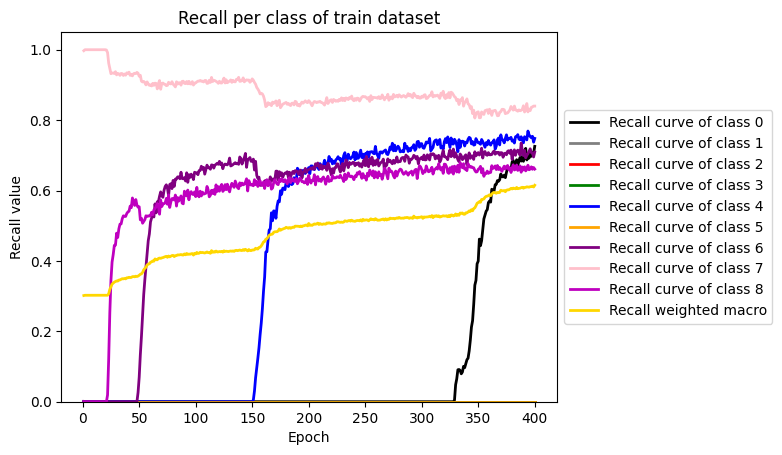 Recall per class of train dataset
Recall value
1.0
0.8
0.6
0.4
0.2
0.0
0
50
100
150
200
250
300
350
400
Epoch
Recall curve of class 0
Recall curve of class 1
Recall curve of class 2
Recall curve of class 3
Recall curve of class 4
Recall curve of class 5
Recall curve of class 6
Recall curve of class 7
Recall curve of class 8
Recall weighted macro